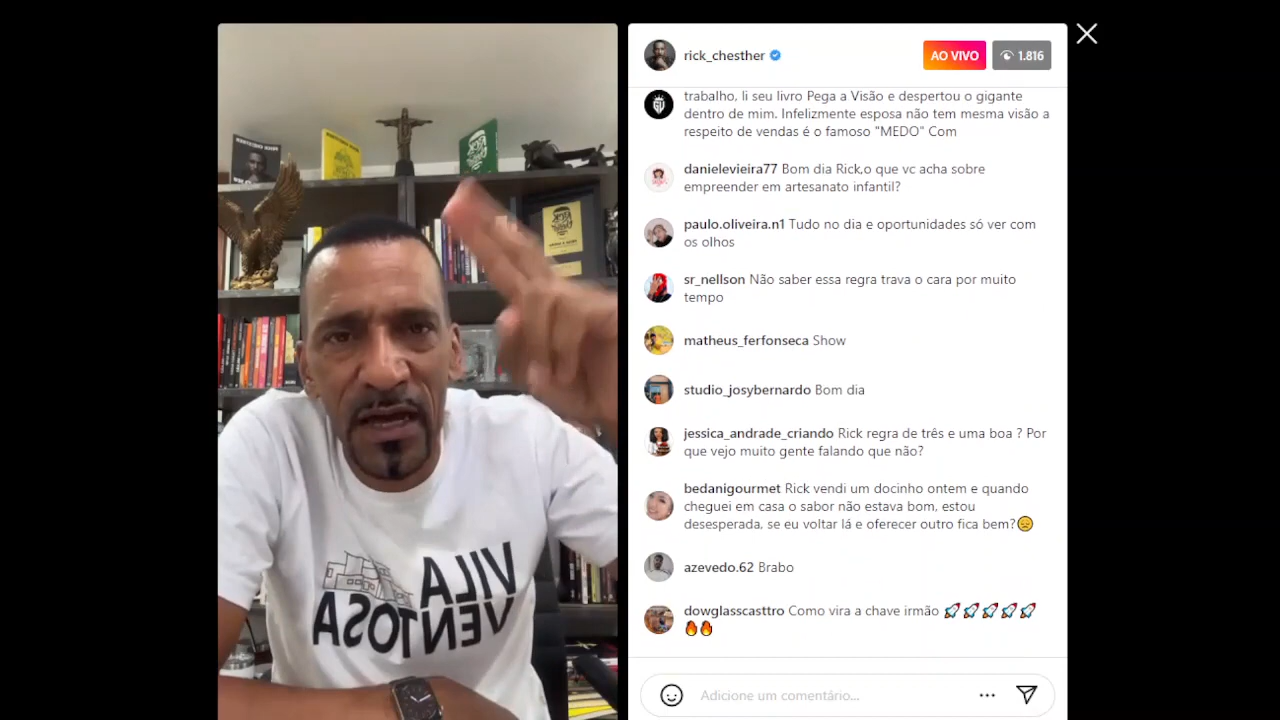 rick_chesther
AO VIVO
1.816
trabalho, li seu livro Pega a Visão e despertou o gigante
dentro de mim. Infelizmente esposa não tem mesma visão a
respeito de vendas é o famoso "MEDO" Com
danielevieira77 Bom dia Rick,o que vc acha sobre
empreender em artesanato infantil?
paulo.oliveira.n1 Tudo no dia e oportunidades só ver com
os olhos
sr_nellson Não saber essa regra trava o cara por muito
tempo
matheus_ferfonseca Show
studio_josybernardo Bom dia
jessica_andrade_criando Rick regra de três e uma boa ? Por
que vejo muito gente falando que não?
bedanigourmet Rick vendi um docinho ontem e quando
cheguei em casa o sabor não estava bom, estou
desesperada, se eu voltar lá e oferecer outro fica bem?😔
azevedo.62 Brabo
dowglasscasttro Como vira a chave irmão 🚀🚀🚀🚀🚀
🔥🔥
Adicione um comentário...
VILA
VENTOSA